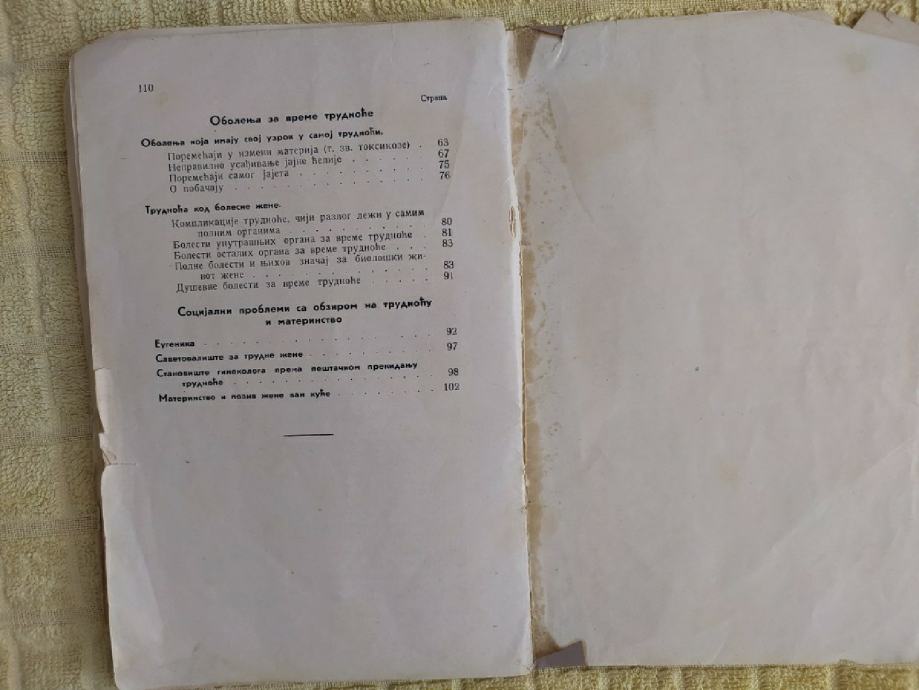 110
Страна
Обољења за време трудноће
Обољења која имају свој узрок у самој трудноћи.
Поремећаји у измени материја (т. зв. токсикозе) . 63
Неправилно усађивање јајне ћелије . . . . . . 67
Поремећаји самог јајета . . . . . . . . . . 75
О побачају . . . . . . . . . . . . . . 76
Трудноћа код болесне жене.
Компликације трудноће, чији разлог лежи у самим
полним органима . . . . . . . . . . . 80
Болести унутрашњих органа за време трудноће . 81
Болести осталих органа за време трудноће . . . 83
Полне болести и њихов значај за биолошки жи-
вот жене . . . . . . . . . . . . . . 83
Душевне болести за време трудноће . . . . . 91
Социјални проблеми са обзиром на трудноћу
и материнство
Еугеника . . . . . . . . . . . . . . . 92
Саветовалиште за трудне жене . . . . . . . . 97
Становиште гинеколога према вештачком прекидању
трудноће . . . . . . . . . . . . . . 98
Материнство и позив жене ван куће . . . . . . . 102